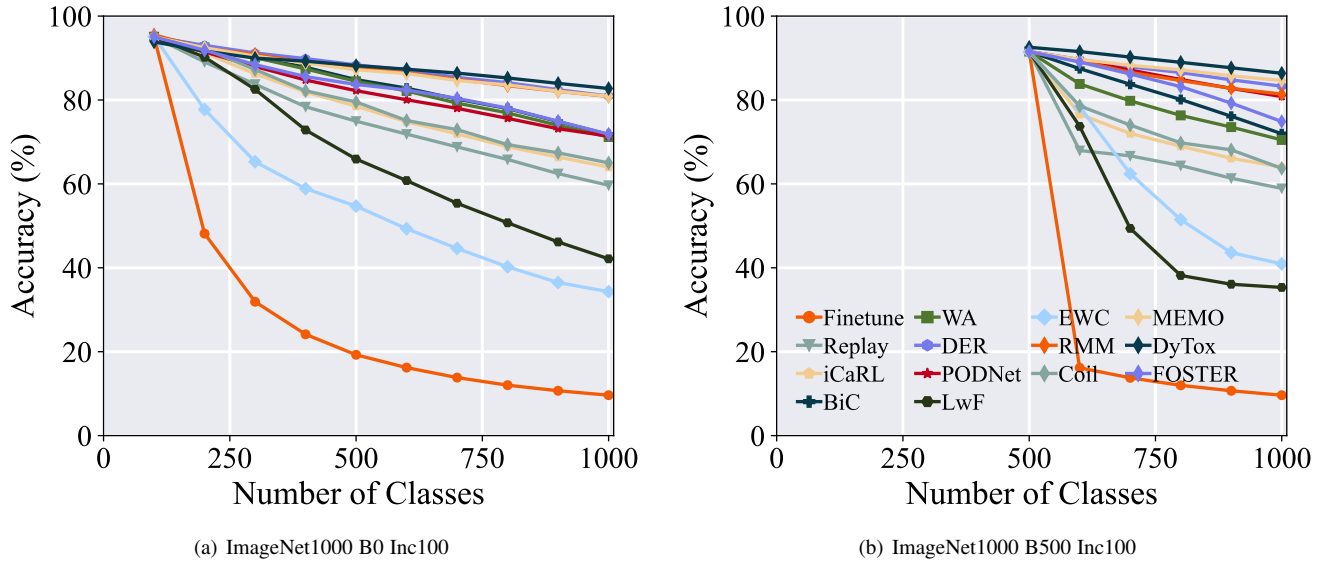 100
80
60
40
20
0
Accuracy (%)
0 250 500 750 1000
Number of Classes
(a) ImageNet1000 B0 Inc100
100
80
60
40
20
0
Accuracy (%)
Finetune WA EWC MEMO
Replay DER RMM DyTox
iCaRL PODNet Coil FOSTER
BiC LwF
0 250 500 750 1000
Number of Classes
(b) ImageNet1000 B500 Inc100